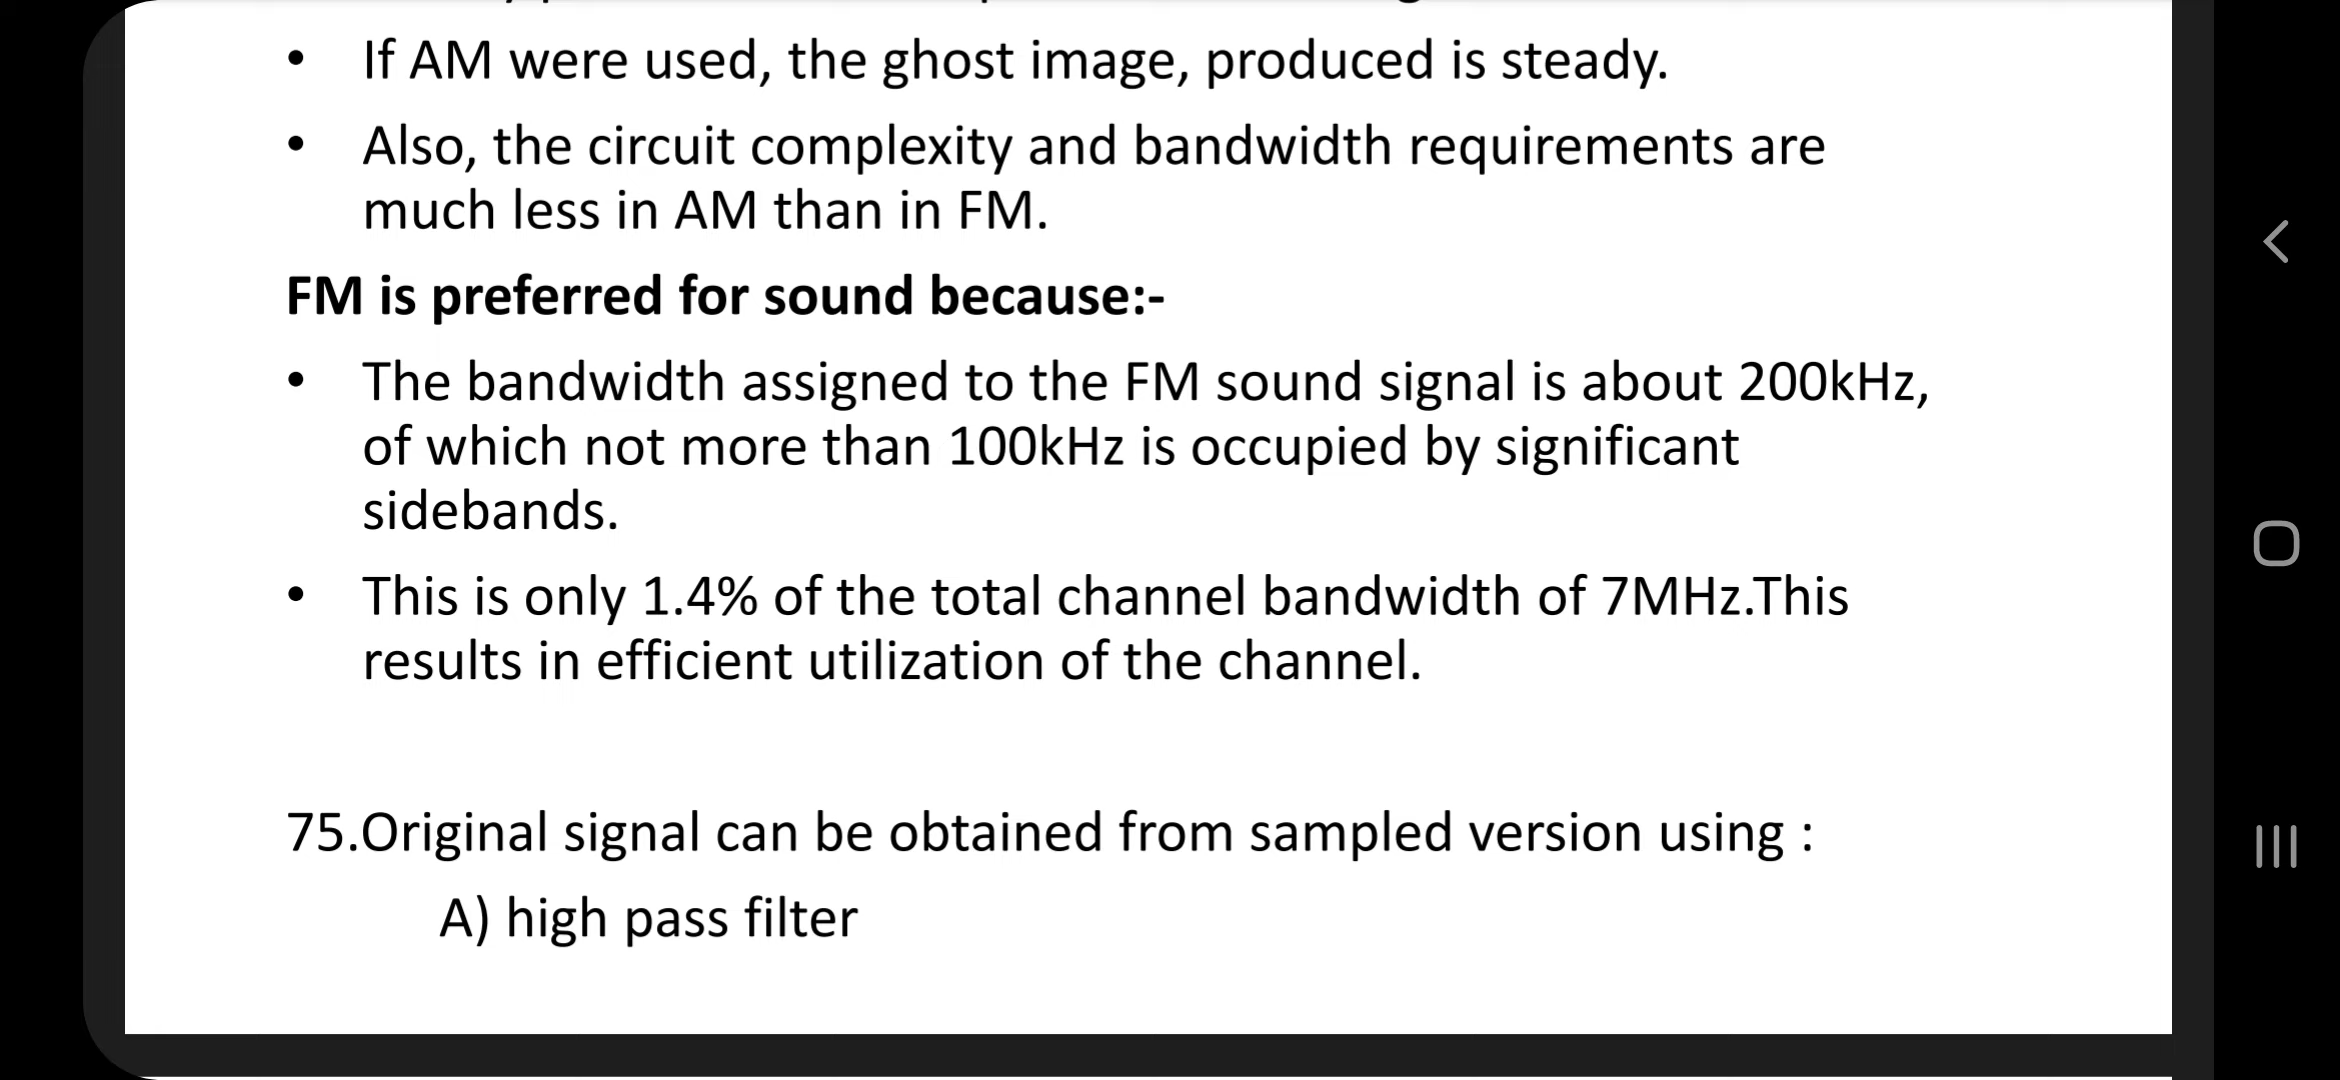 • If AM were used, the ghost image, produced is steady.
• Also, the circuit complexity and bandwidth requirements are
much less in AM than in FM.
FM is preferred for sound because:-
• The bandwidth assigned to the FM sound signal is about 200kHz,
of which not more than 100kHz is occupied by significant
sidebands.
• This is only 1.4% of the total channel bandwidth of 7MHz.This
results in efficient utilization of the channel.
75.Original signal can be obtained from sampled version using :
A) high pass filter